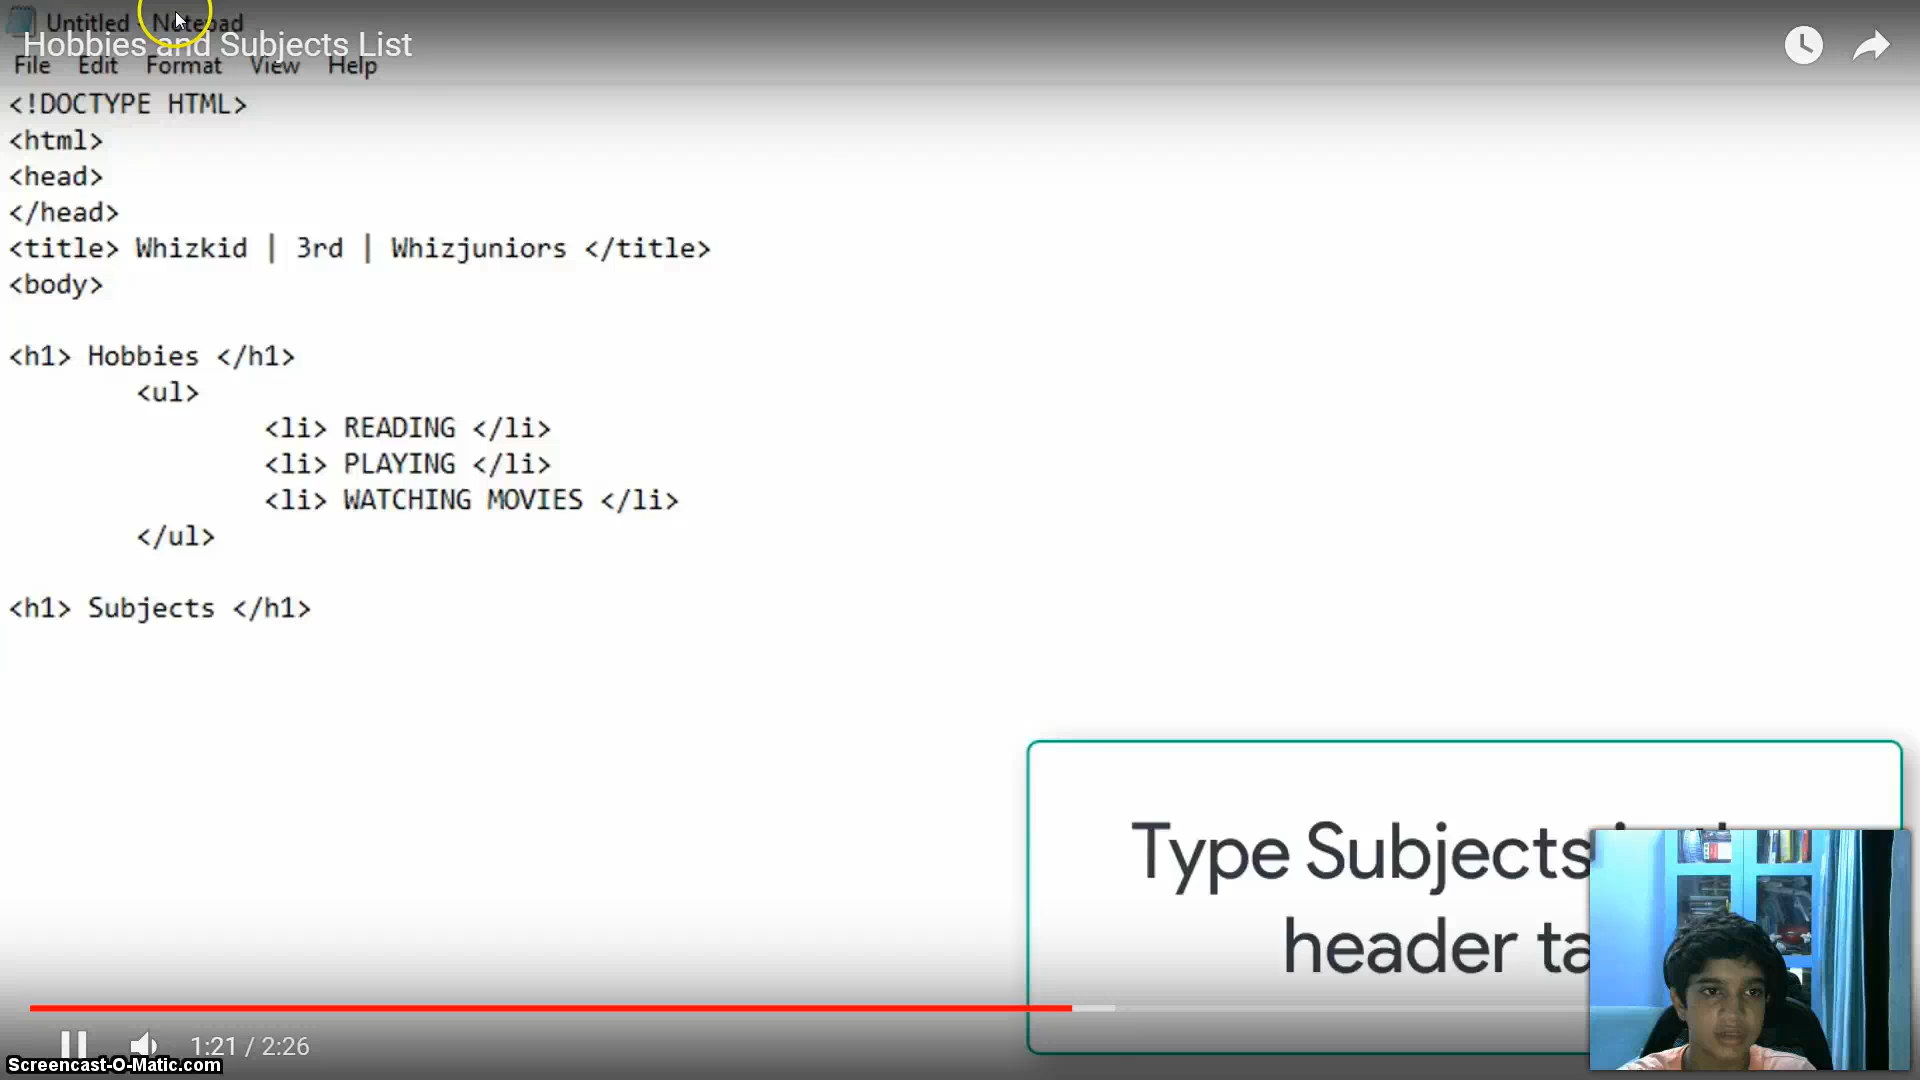 Untitled - Notepad
Hobbies and Subjects List
File Edit Format View Help
<!DOCTYPE HTML>
<html>
<head>
</head>
<title> Whizkid | 3rd | Whizjuniors </title>
<body>
<h1> Hobbies </h1>
<ul>
<li> READING </li>
<li> PLAYING </li>
<li> WATCHING MOVIES </li>
</ul>
<h1> Subjects </h1>
Type Subjects
header
1:21 / 2:26
Screencast-O-Matic.com